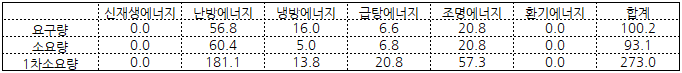 신재생에너지 난방에너지 냉방에너지 급탕에너지 조명에너지 환기에너지 합계
요구량 0.0 56.8 16.0 6.6 20.8 0.0 100.2
소요량 0.0 60.4 5.0 6.8 20.8 0.0 93.1
1차소요량 0.0 181.1 13.8 20.8 57.3 0.0 273.0